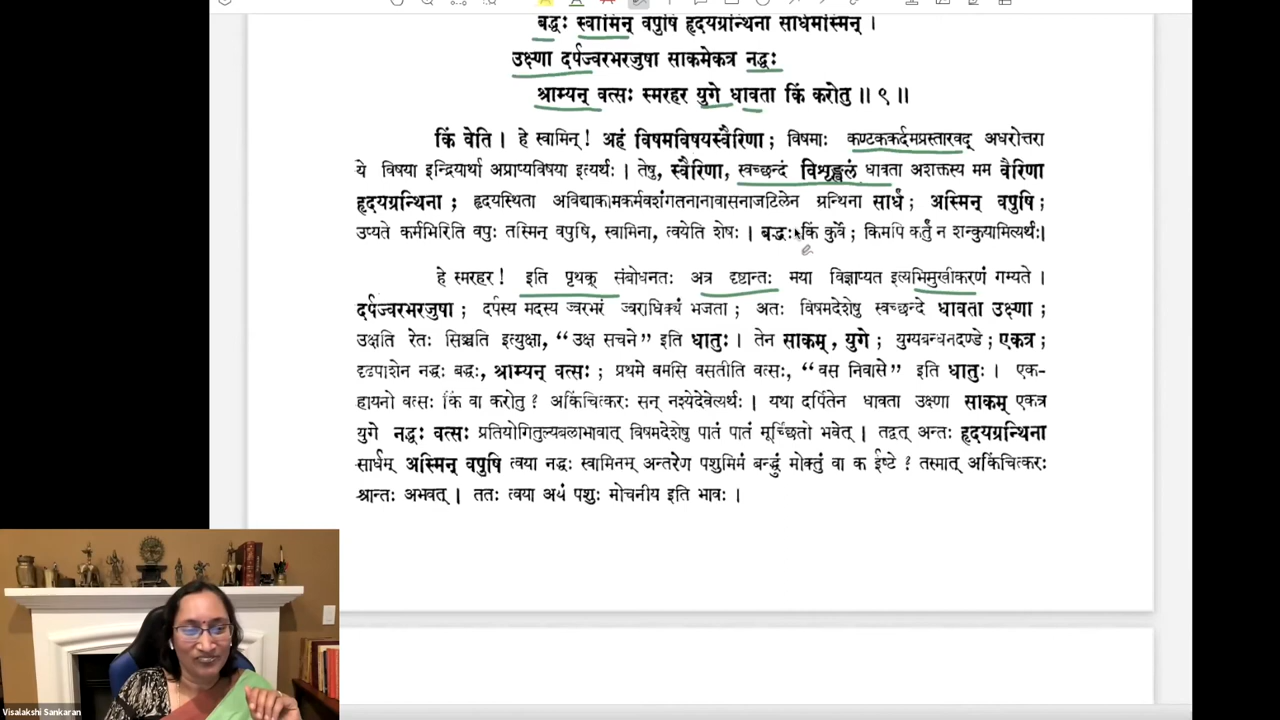 बद्धः स्वामिन् वपुषि हृदयग्रन्थिना सार्धमस्मिन् ।
उक्ष्णा दर्पज्वरभरजुषा साकमेकत्र नद्धः
श्राम्यन् वत्सः स्मरहर युगे धावता किं करोतु ॥ ९ ॥
किं वेति । हे स्वामिन् ! अहं विषमविषयस्वैरिणा ; विषमाः कण्टककर्दमप्रस्तारवद् अधरोत्तरा
ये विषया इन्द्रियार्था अप्राप्यविषया इत्यर्थः । तेषु, स्वैरिणा, स्वच्छन्दं विशृङ्खलं धावता अशक्तस्य मम वैरिणा
हृदयग्रन्थिना ; हृदयस्थिता अविद्याकामकर्मवशंगतनानावासनाजटिलेन ग्रन्थिना सार्धं ; अस्मिन् वपुषि ;
उप्यते कर्मभिरिति वपुः तस्मिन् वपुषि, स्वामिना, त्वयेति शेषः । बद्धः किं कुर्वे ; किमपि कर्तुं न शक्नुयामित्यर्थः।
हे स्मरहर ! इति पृथक् संबोधनतः अत्र दृष्टान्तः मया विज्ञाप्यत इत्यभिमुखीकरणं गम्यते ।
दर्पज्वरभरजुषा ; दर्पस्य मदस्य ज्वरभरं ज्वराधिक्यं भजता ; अतः विषमदेशेषु स्वच्छन्दे धावता उक्ष्णा ;
उक्षति रेतः सिञ्चति इत्युक्षा, “उक्ष सचने” इति धातुः । तेन साकम् , युगे ; युग्यबन्धनदण्डे ; एकत्र ;
दृढपाशेन नद्धः बद्धः, श्राम्यन् वत्सः ; प्रथमे वमसि वसतीति वत्सः, “वस निवासे” इति धातुः । एक-
हायनो वत्सः किं वा करोतु ? अकिंचित्करः सन् नश्येदेवेत्यर्थः । यथा दर्पितेन धावता उक्ष्णा साकम् एकत्र
युगे नद्धः वत्सः प्रतियोगितुल्यबलाभावात् विषमदेशेषु पातं पातं मूर्च्छितो भवेत् । तद्वत् अन्तः हृदयग्रन्थिना
सार्धम् अस्मिन् वपुषि त्वया नद्धः स्वामिनम् अन्तरेण पशुमिमं बन्द्धुं मोक्तुं वा क ईष्टे ? तस्मात् अकिंचित्करः
श्रान्तः अभवत् । ततः त्वया अयं पशुः मोचनीय इति भावः ।
Visalakshi Sankaran